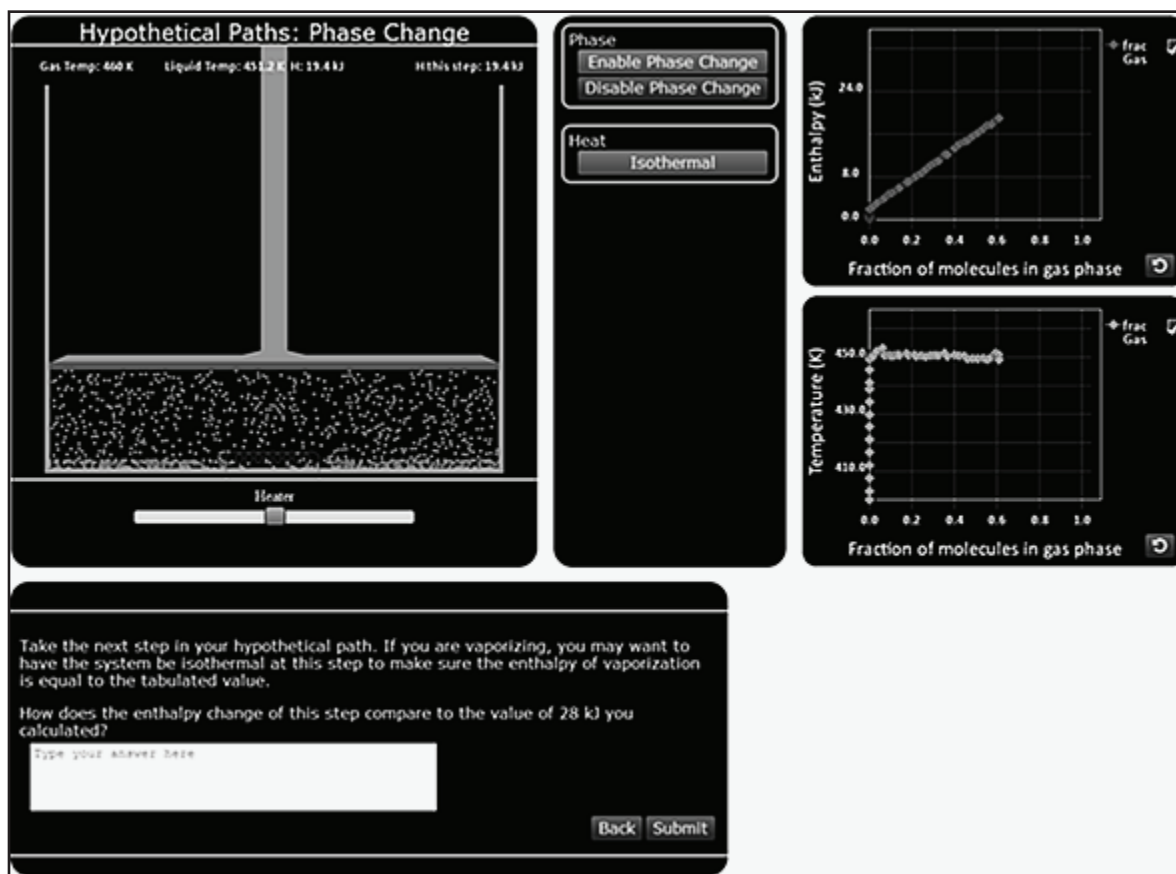 Hypothetical Paths: Phase Change
Gas Temp: 460 K Liquid Temp: 451.2 K H: 19.4 kJ H this step: 19.4 kJ
Heater
Phase
Enable Phase Change
Disable Phase Change
Heat
Isothermal
Enthalpy (kJ)
24.0
8.0
0.0
0.0 0.2 0.4 0.6 0.8 1.0
Fraction of molecules in gas phase
frac
Gas
Temperature (K)
450.0
430.0
410.0
0.0 0.2 0.4 0.6 0.8 1.0
Fraction of molecules in gas phase
frac
Gas
Take the next step in your hypothetical path. If you are vaporizing, you may want to
have the system be isothermal at this step to make sure the enthalpy of vaporization
is equal to the tabulated value.
How does the enthalpy change of this step compare to the value of 28 kJ you
calculated?
Type your answer here
Back Submit